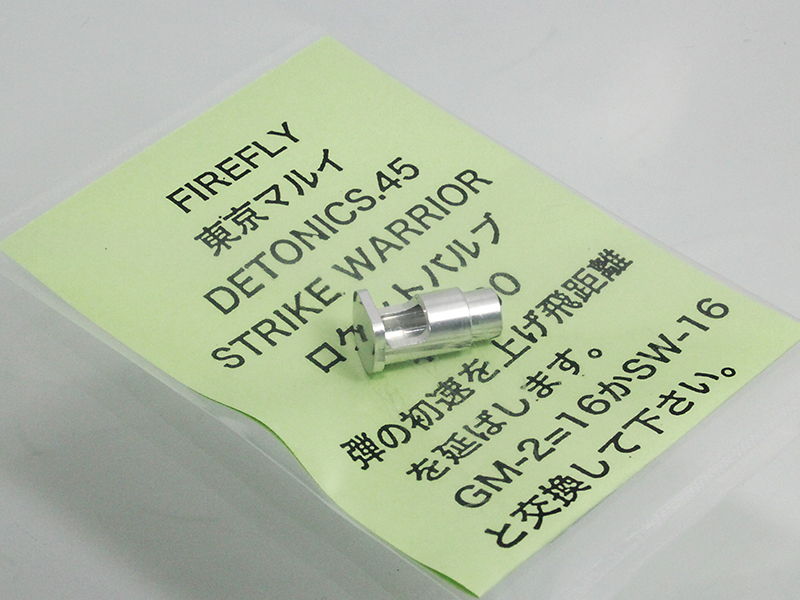 FIREFLY
東京マルイ
DETONICS.45
STRIKE WARRIOR
ロケットバルブ
0
弾の初速を上げ飛距離
を延ばします。
GM-2=16かSW-16
と交換して下さい。